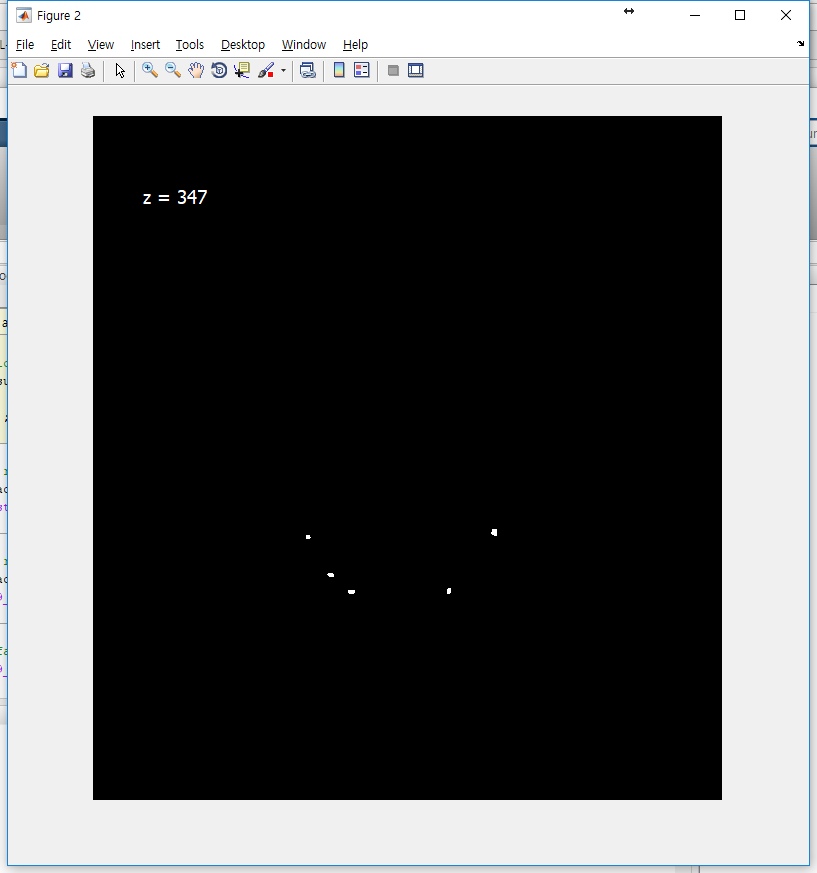 Figure 2
File Edit View Insert Tools Desktop Window Help
z = 347